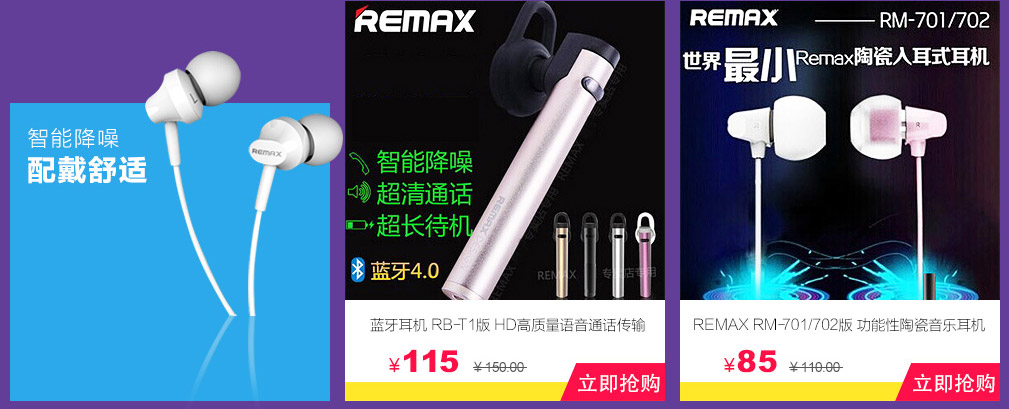 智能降噪
配戴舒适
L
REMAX
REMAX
智能降噪
超清通话
超长待机
蓝牙4.0
REMAX
REMAX
蓝牙耳机 RB-T1版 HD高质量语音通话传输
¥115 ¥150.00
立即抢购
REMAX RM-701/702
世界最小Remax陶瓷入耳式耳机
R
REMAX RM-701/702版 功能性陶瓷音乐耳机
¥85 ¥110.00
立即抢购